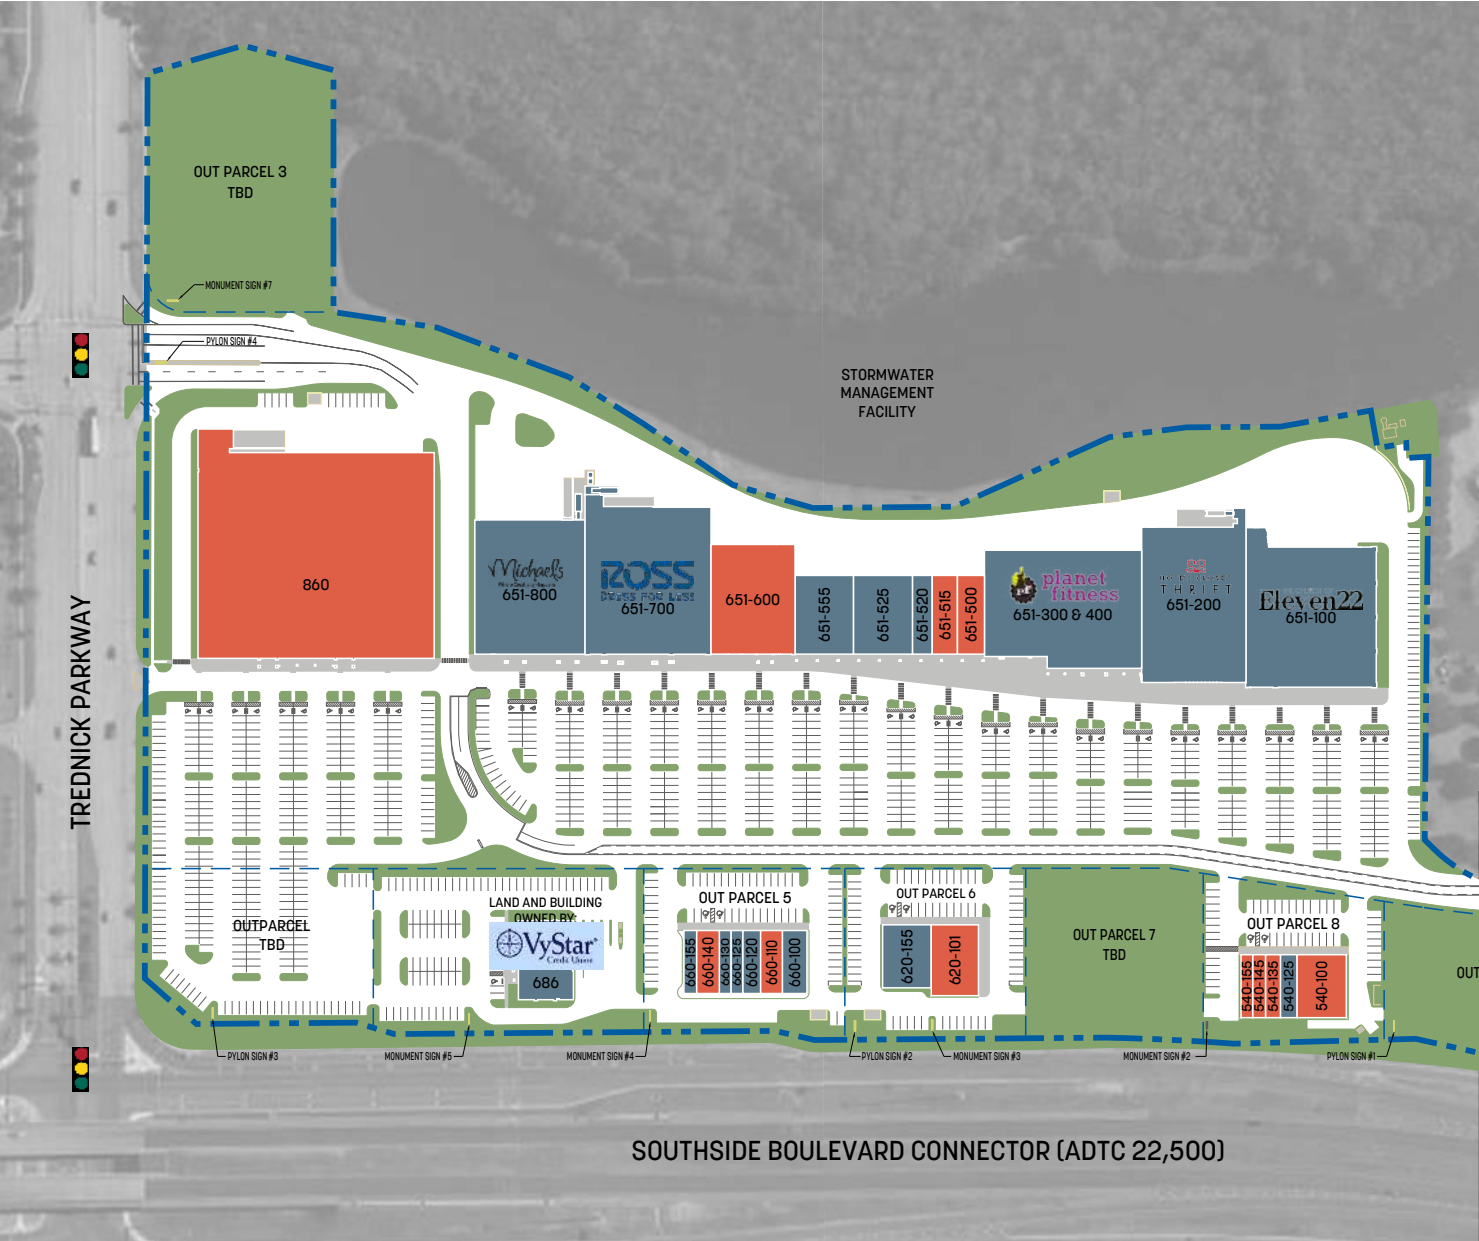 OUT PARCEL 3
TBD
MONUMENT SIGN #7
PYLON SIGN #4
STORMWATER
MANAGEMENT
FACILITY
TREDNICK PARKWAY
860
Michaels
651-800
ROSS
DRESS FOR LESS
651-700
651-600
651-555
651-525
651-520
651-515
651-500
planet
fitness
651-300 & 400
THRIFT
651-200
Eleven22
651-100
OUTPARCEL
TBD
LAND AND BUILDING
OWNED BY:
VyStar
Credit Union
686
OUT PARCEL 5
660-155
660-140
660-130
660-125
660-120
660-110
660-100
OUT PARCEL 6
620-155
620-101
OUT PARCEL 7
TBD
OUT PARCEL 8
540-155
540-145
540-135
540-125
540-100
OUT
PYLON SIGN #3
MONUMENT SIGN #5
MONUMENT SIGN #4
PYLON SIGN #2
MONUMENT SIGN #3
MONUMENT SIGN #2
PYLON SIGN #1
SOUTHSIDE BOULEVARD CONNECTOR (ADTC 22,500)